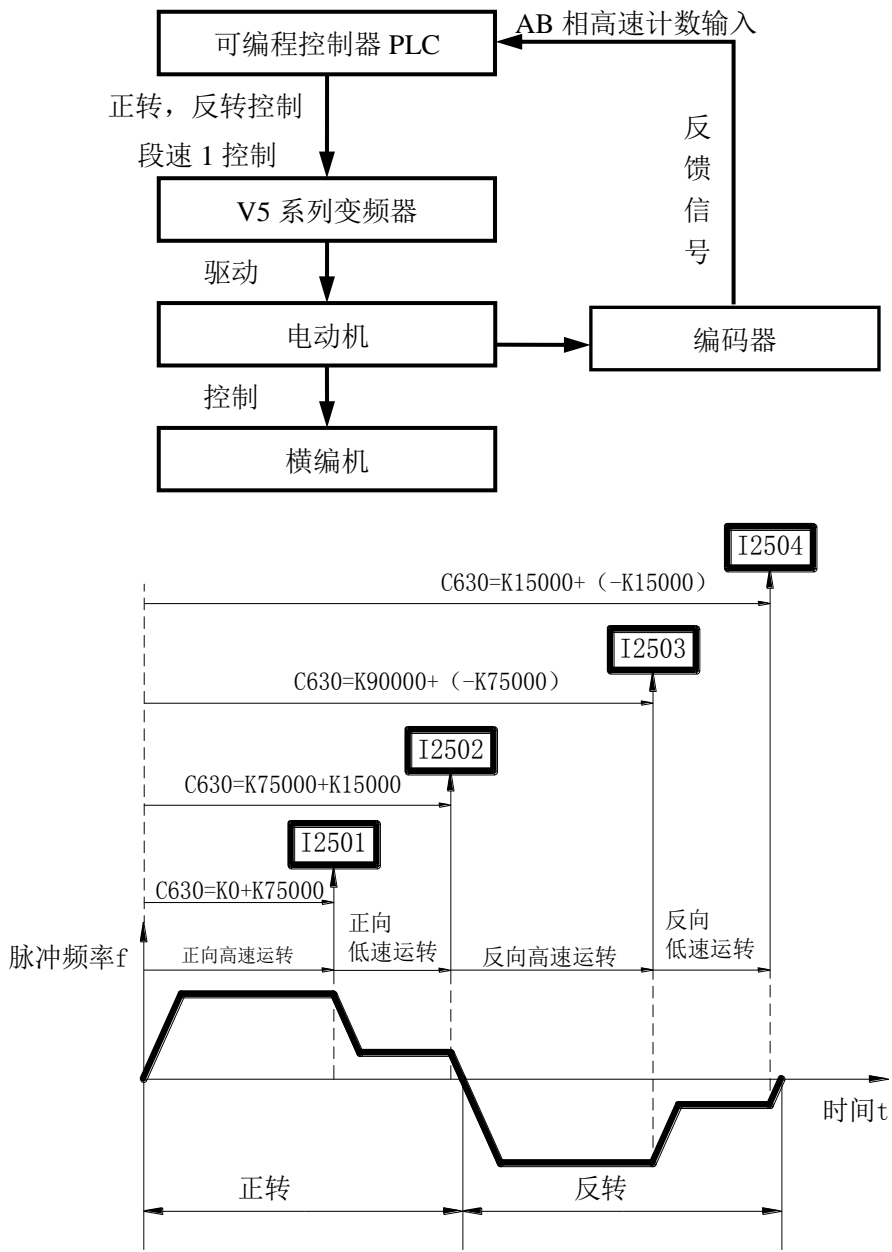 可编程控制器 PLC
AB 相高速计数输入
正转，反转控制
段速 1 控制
反馈信号
V5 系列变频器
驱动
电动机
编码器
控制
横编机
I2504
C630=K15000+（-K15000）
I2503
C630=K90000+（-K75000）
I2502
C630=K75000+K15000
I2501
C630=K0+K75000
脉冲频率f
正向高速运转
正向
低速运转
反向高速运转
反向
低速运转
时间t
正转
反转